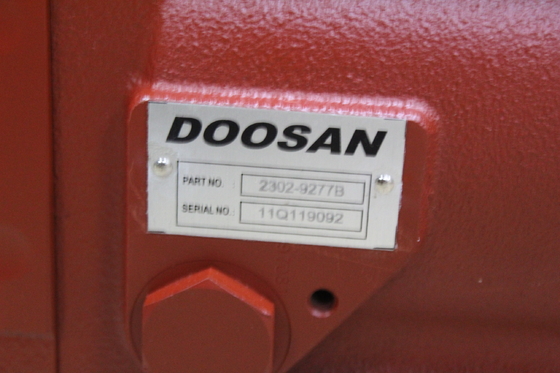 DOOSAN
PART NO. 2302-9277B
SERIAL NO. 11Q119092